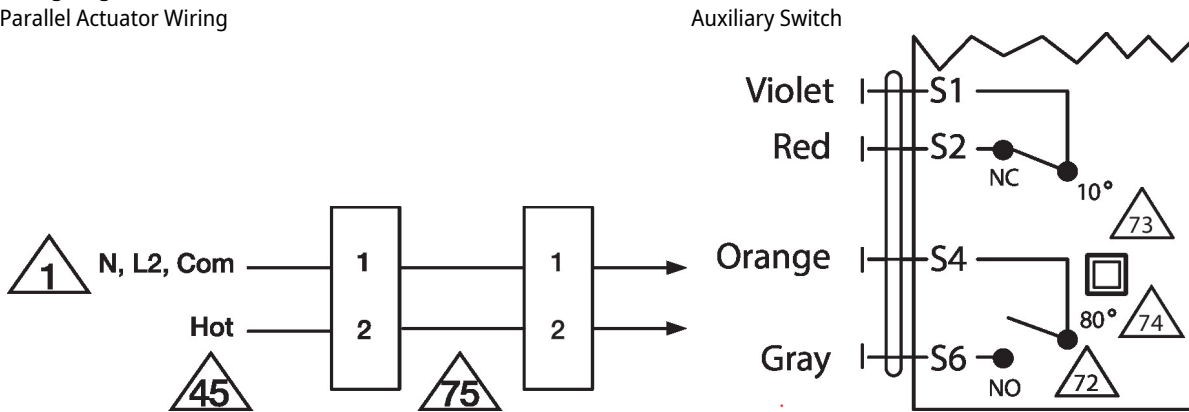 Parallel Actuator Wiring
Auxiliary Switch
1
N, L2, Com
1
1
Hot
2
2
45
75
Violet
S1
Red
S2
NC
10°
73
Orange
S4
80°
74
Gray
S6
NO
72